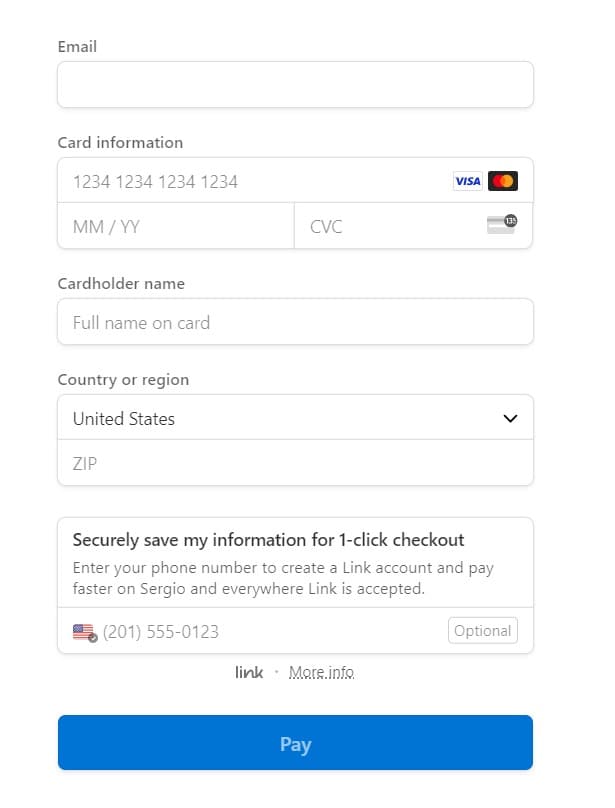 Email
Card information
1234 1234 1234 1234 VISA
MM / YY CVC 135
Cardholder name
Full name on card
Country or region
United States
ZIP
Securely save my information for 1-click checkout
Enter your phone number to create a Link account and pay
faster on Sergio and everywhere Link is accepted.
(201) 555-0123 Optional
link · More info
Pay